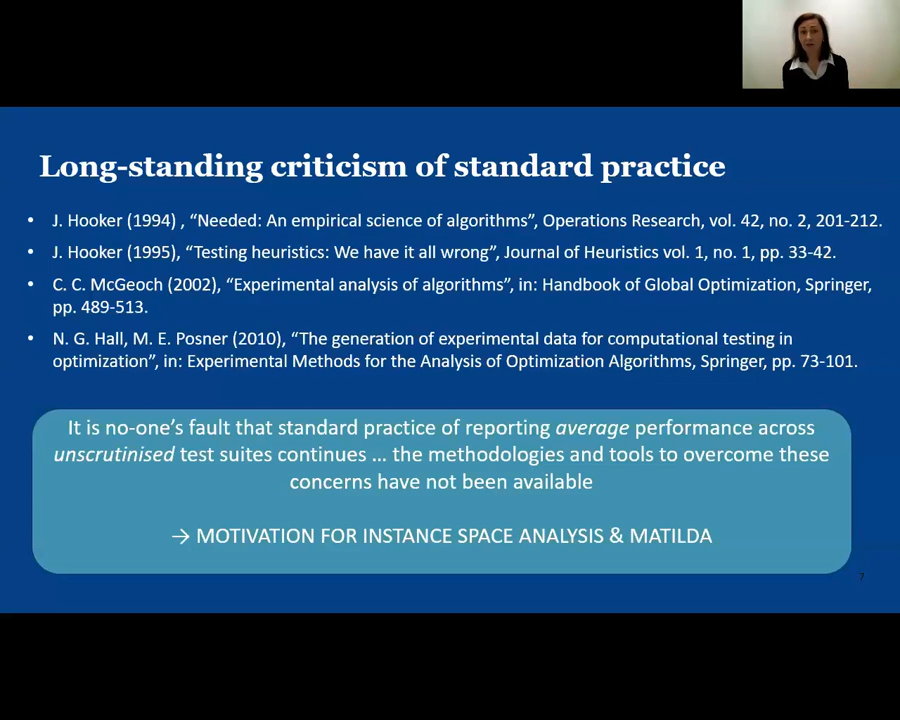 Long-standing criticism of standard practice
• J. Hooker (1994) , “Needed: An empirical science of algorithms”, Operations Research, vol. 42, no. 2, 201-212.
• J. Hooker (1995), “Testing heuristics: We have it all wrong”, Journal of Heuristics vol. 1, no. 1, pp. 33-42.
• C. C. McGeoch (2002), “Experimental analysis of algorithms”, in: Handbook of Global Optimization, Springer,
pp. 489-513.
• N. G. Hall, M. E. Posner (2010), “The generation of experimental data for computational testing in
optimization”, in: Experimental Methods for the Analysis of Optimization Algorithms, Springer, pp. 73-101.
It is no-one’s fault that standard practice of reporting average performance across
unscrutinised test suites continues … the methodologies and tools to overcome these
concerns have not been available
→ MOTIVATION FOR INSTANCE SPACE ANALYSIS & MATILDA
7